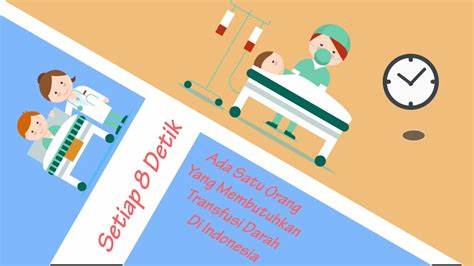 Setiap 8 Detik
Ada Satu Orang
Yang Membutuhkan
Transfusi Darah
Di Indonesia